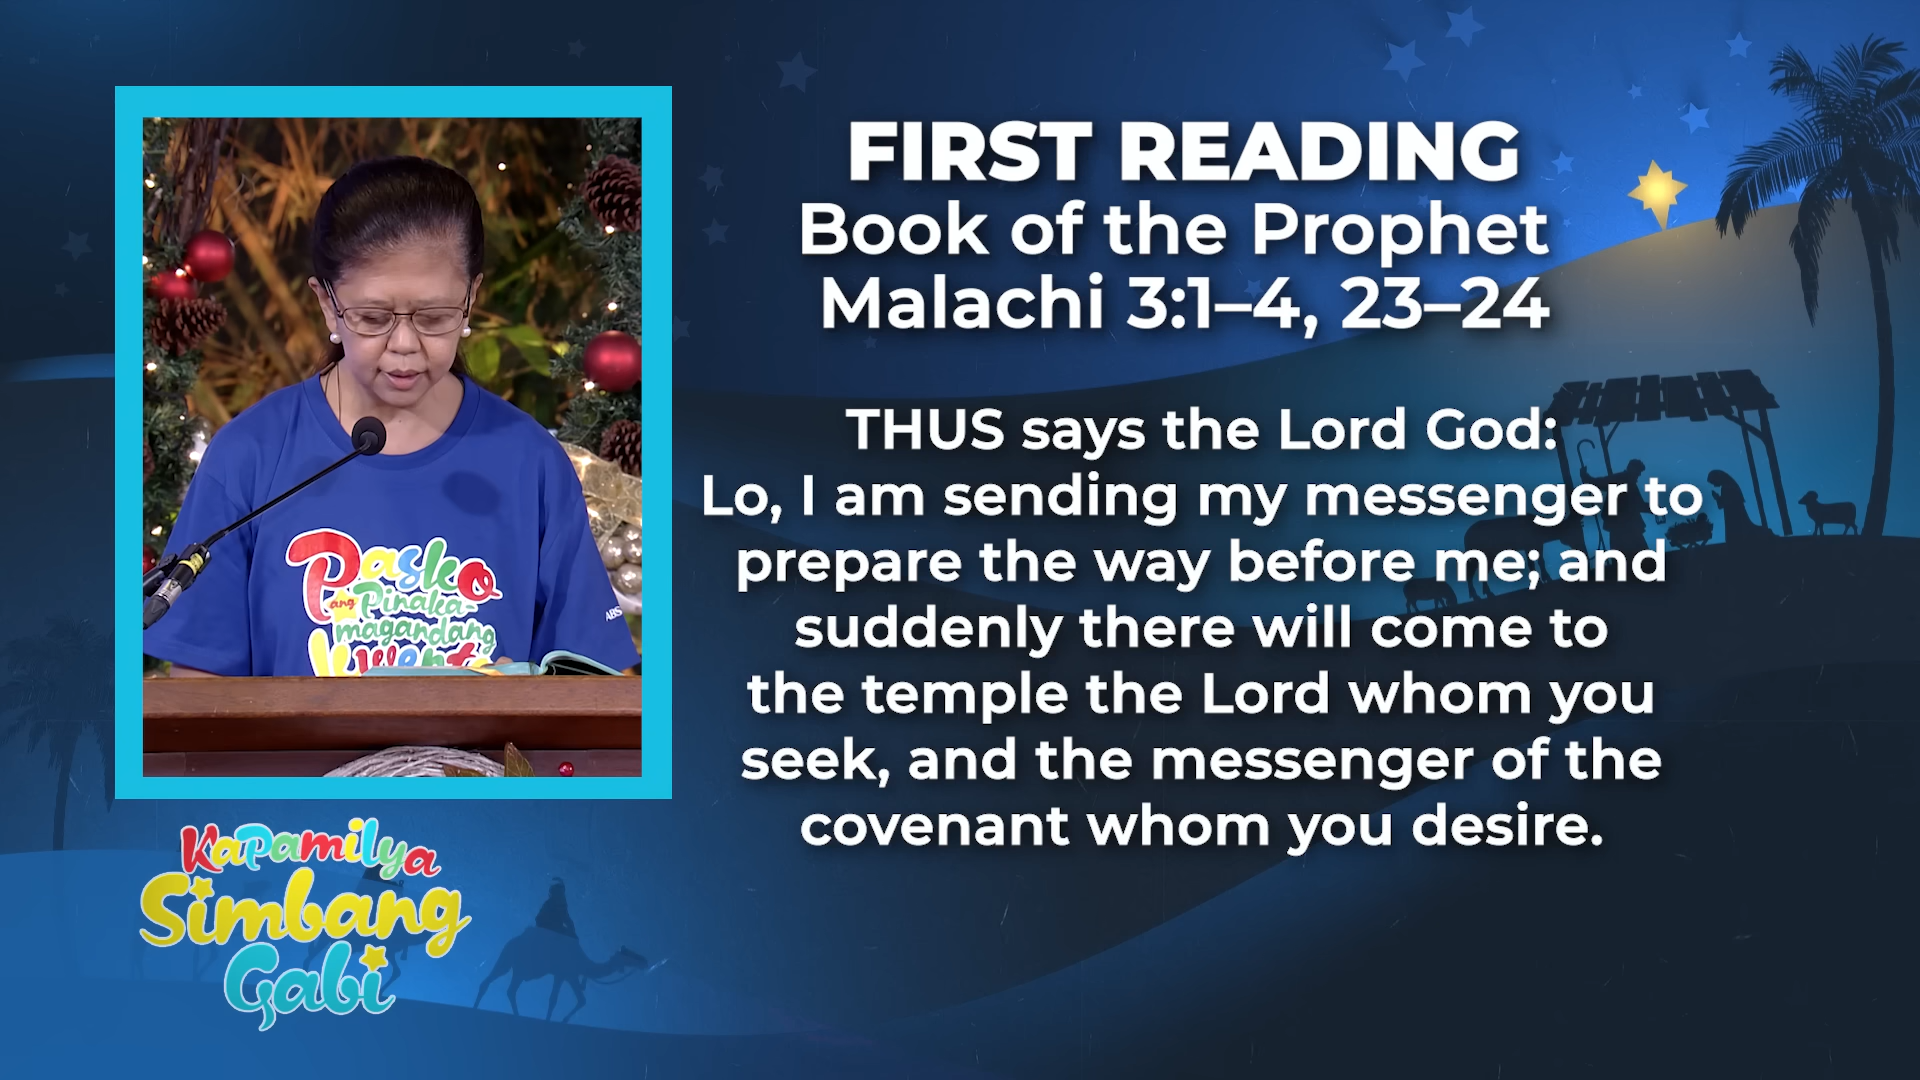 FIRST READING
Book of the Prophet
Malachi 3:1–4, 23–24
THUS says the Lord God:
Lo, I am sending my messenger to
prepare the way before me; and
suddenly there will come to
the temple the Lord whom you
seek, and the messenger of the
covenant whom you desire.
Pasko
ang Pinaka-
magandang
Kwento
ABS
Kapamilya
Simbang
Gabi